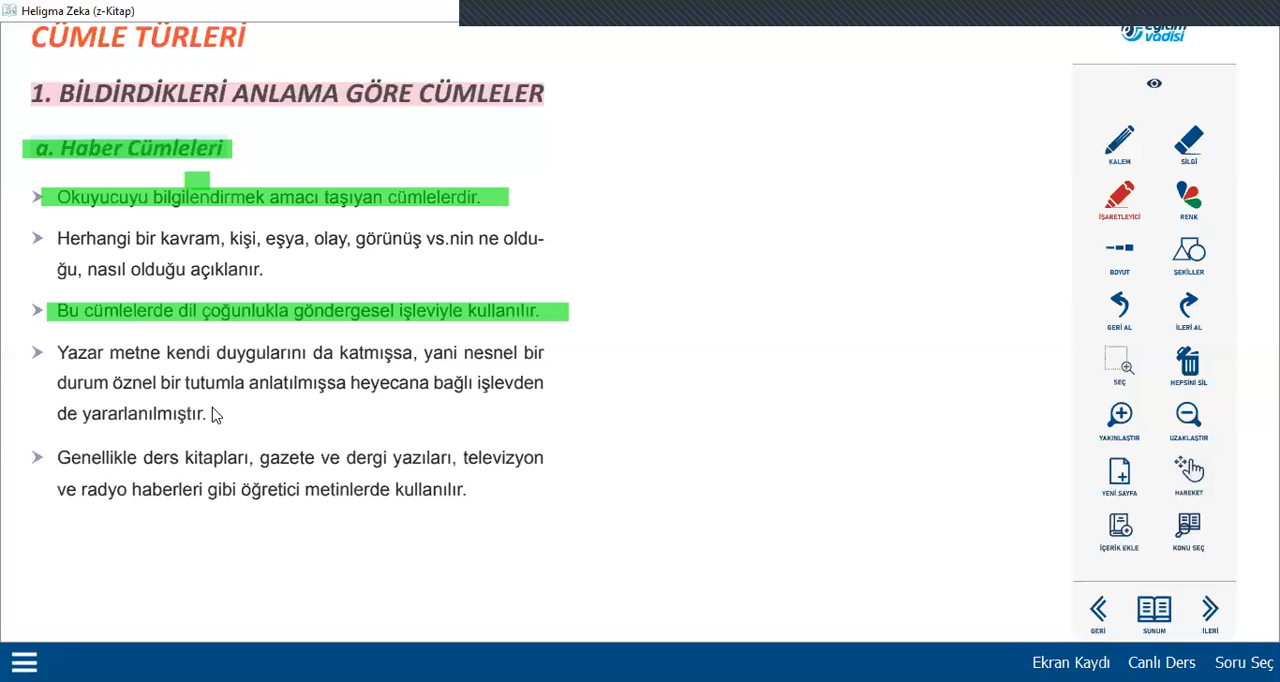 Heligma Zeka (z-Kitap)
CÜMLE TÜRLERİ
eğitim
vadisi
1. BİLDİRDİKLERİ ANLAMA GÖRE CÜMLELER
a. Haber Cümleleri
Okuyucuyu bilgilendirmek amacı taşıyan cümlelerdir.
Herhangi bir kavram, kişi, eşya, olay, görünüş vs.nin ne oldu-
ğu, nasıl olduğu açıklanır.
Bu cümlelerde dil çoğunlukla göndergesel işleviyle kullanılır.
Yazar metne kendi duygularını da katmışsa, yani nesnel bir
durum öznel bir tutumla anlatılmışsa heyecana bağlı işlevden
de yararlanılmıştır.
Genellikle ders kitapları, gazete ve dergi yazıları, televizyon
ve radyo haberleri gibi öğretici metinlerde kullanılır.
KALEM
SİLGİ
İŞARETLEYİCİ
RENK
BOYUT
ŞEKİLLER
GERİ AL
İLERİ AL
SEÇ
HEPSİNİ SİL
YAKINLAŞTIR
UZAKLAŞTIR
YENİ SAYFA
HAREKET
İÇERİK EKLE
KONU SEÇ
GERİ
SUNUM
İLERİ
Ekran Kaydı
Canlı Ders
Soru Seç